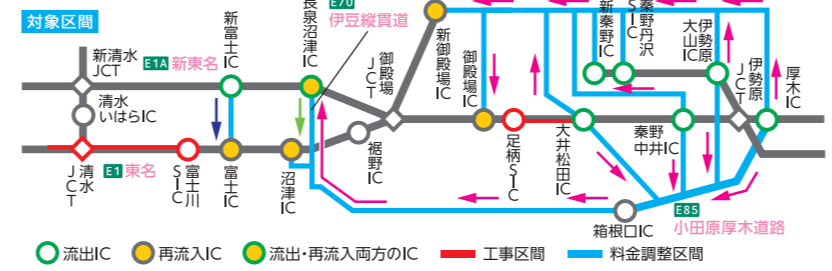 対象区間
新清水
JCT
E1A 新東名
新富士IC
長泉沼津IC
E70
伊豆縦貫道
御殿場JCT
新御殿場IC
御殿場IC
新秦野IC
秦野丹沢SIC
伊勢原大山IC
伊勢原JCT
厚木IC
清水
いはらIC
清水JCT
E1 東名
富士川SIC
富士IC
沼津IC
裾野IC
足柄SIC
大井松田IC
秦野
中井IC
箱根口IC
E85
小田原厚木道路
流出IC
再流入IC
流出・再流入両方のIC
工事区間
料金調整区間